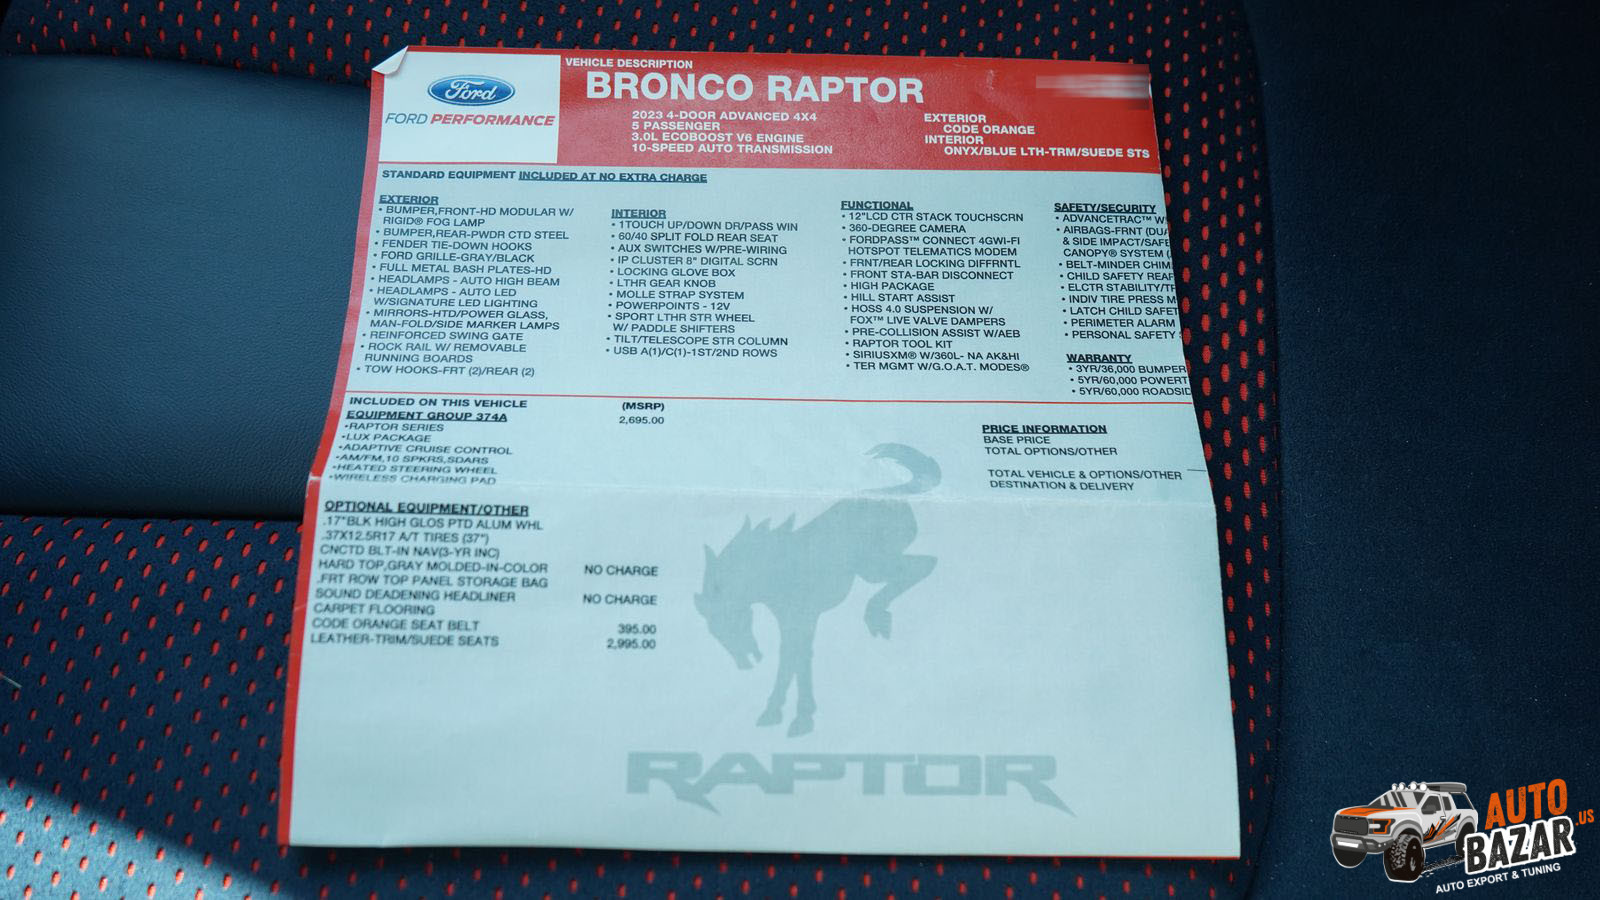 Ford
FORD PERFORMANCE
VEHICLE DESCRIPTION
BRONCO RAPTOR
2023 4-DOOR ADVANCED 4X4
5 PASSENGER
3.0L ECOBOOST V6 ENGINE
10-SPEED AUTO TRANSMISSION
EXTERIOR
CODE ORANGE
INTERIOR
ONYX/BLUE LTH-TRM/SUEDE STS
STANDARD EQUIPMENT INCLUDED AT NO EXTRA CHARGE
EXTERIOR
• BUMPER,FRONT-HD MODULAR W/
RIGID® FOG LAMP
• BUMPER,REAR-PWDR CTD STEEL
• FENDER TIE-DOWN HOOKS
• FORD GRILLE-GRAY/BLACK
• FULL METAL BASH PLATES-HD
• HEADLAMPS - AUTO HIGH BEAM
• HEADLAMPS - AUTO LED
W/SIGNATURE LED LIGHTING
• MIRRORS-HTD/POWER GLASS,
MAN-FOLD/SIDE MARKER LAMPS
• REINFORCED SWING GATE
• ROCK RAIL W/ REMOVABLE
RUNNING BOARDS
• TOW HOOKS-FRT (2)/REAR (2)
INTERIOR
• 1TOUCH UP/DOWN DR/PASS WIN
• 60/40 SPLIT FOLD REAR SEAT
• AUX SWITCHES W/PRE-WIRING
• IP CLUSTER 8" DIGITAL SCRN
• LOCKING GLOVE BOX
• LTHR GEAR KNOB
• MOLLE STRAP SYSTEM
• POWERPOINTS - 12V
• SPORT LTHR STR WHEEL
W/ PADDLE SHIFTERS
• TILT/TELESCOPE STR COLUMN
• USB A(1)/C(1)-1ST/2ND ROWS
FUNCTIONAL
• 12"LCD CTR STACK TOUCHSCRN
• 360-DEGREE CAMERA
• FORDPASS™ CONNECT 4GWI-FI
HOTSPOT TELEMATICS MODEM
• FRNT/REAR LOCKING DIFFRNTL
• FRONT STA-BAR DISCONNECT
• HIGH PACKAGE
• HILL START ASSIST
• HOSS 4.0 SUSPENSION W/
FOX™ LIVE VALVE DAMPERS
• PRE-COLLISION ASSIST W/AEB
• RAPTOR TOOL KIT
• SIRIUSXM® W/360L- NA AK&HI
• TER MGMT W/G.O.A.T. MODES®
SAFETY/SECURITY
• ADVANCETRAC™ W
• AIRBAGS-FRNT (DUA
& SIDE IMPACT/SAFE
CANOPY® SYSTEM (
• BELT-MINDER CHIM
• CHILD SAFETY REAR
• ELCTR STABILITY/TR
• INDIV TIRE PRESS M
• LATCH CHILD SAFET
• PERIMETER ALARM
• PERSONAL SAFETY
WARRANTY
• 3YR/36,000 BUMPER
• 5YR/60,000 POWERT
• 5YR/60,000 ROADSID
INCLUDED ON THIS VEHICLE (MSRP)
EQUIPMENT GROUP 374A 2,695.00
•RAPTOR SERIES
•LUX PACKAGE
•ADAPTIVE CRUISE CONTROL
•AM/FM,10 SPKRS,SDARS
•HEATED STEERING WHEEL
•WIRELESS CHARGING PAD
PRICE INFORMATION
BASE PRICE
TOTAL OPTIONS/OTHER
TOTAL VEHICLE & OPTIONS/OTHER
DESTINATION & DELIVERY
OPTIONAL EQUIPMENT/OTHER
.17"BLK HIGH GLOS PTD ALUM WHL
.37X12.5R17 A/T TIRES (37")
CNCTD BLT-IN NAV(3-YR INC)
HARD TOP,GRAY MOLDED-IN-COLOR NO CHARGE
.FRT ROW TOP PANEL STORAGE BAG
SOUND DEADENING HEADLINER NO CHARGE
CARPET FLOORING
CODE ORANGE SEAT BELT 395.00
LEATHER-TRIM/SUEDE SEATS 2,995.00
RAPTOR
AUTO
BAZAR.US
AUTO EXPORT & TUNING